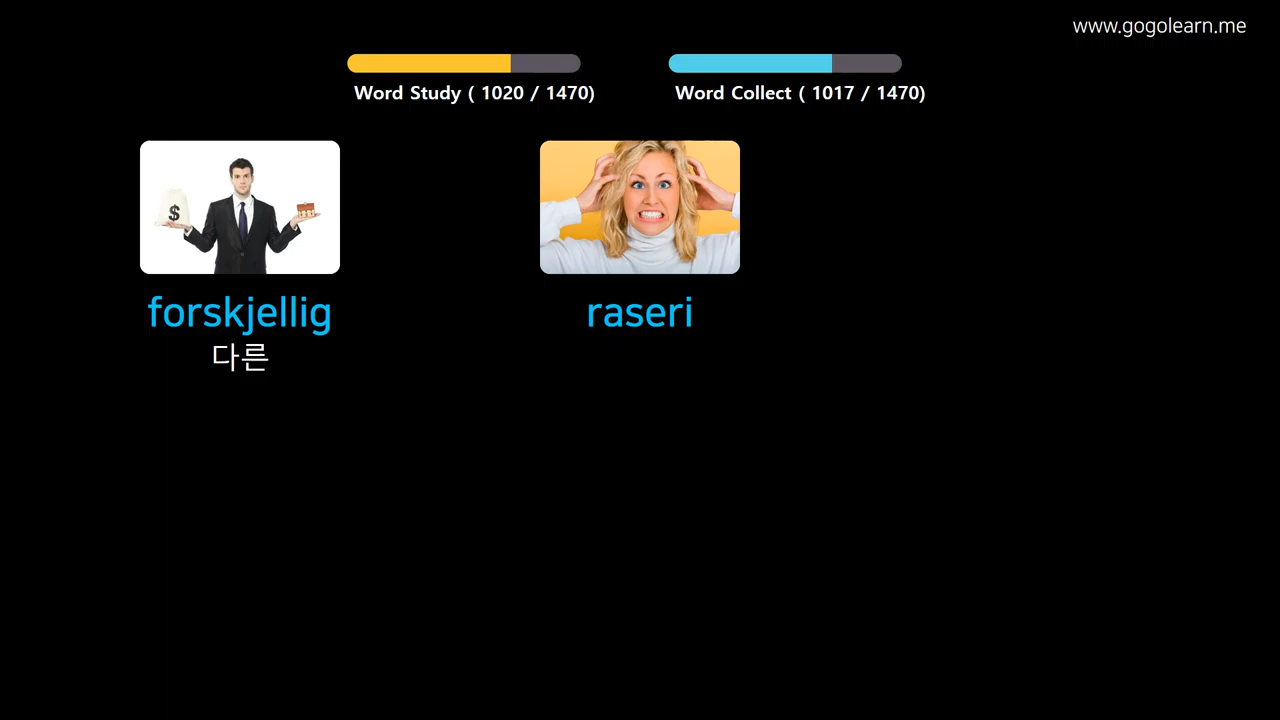 www.gogolearn.me
Word Study ( 1020 / 1470)
Word Collect ( 1017 / 1470)
$
forskjellig
raseri
다른